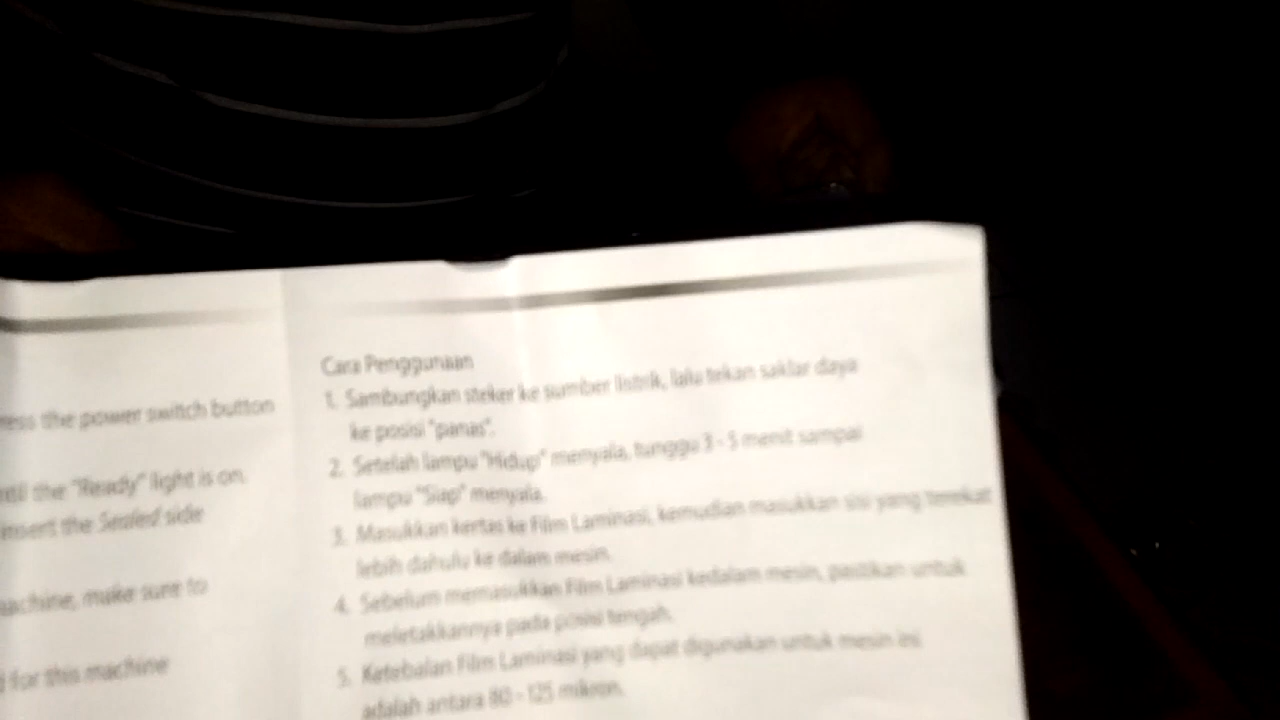 ress the power switch button
til the "Ready" light is on.
insert the Sealed side
machine, make sure to
for this machine
Cara Penggunaan
1. Sambungkan steker ke sumber listrik, lalu tekan saklar daya
ke posisi "panas".
2. Setelah lampu "Hidup" menyala, tunggu 3 - 5 menit sampai
lampu "Siap" menyala.
3. Masukkan kertas ke Film Laminasi, kemudian masukkan sisi yang terekat
lebih dahulu ke dalam mesin.
4. Sebelum memasukkan Film Laminasi kedalam mesin, pastikan untuk
meletakkannya pada posisi tengah.
5. Ketebalan Film Laminasi yang dapat digunakan untuk mesin ini
adalah antara 80 - 125 mikron.